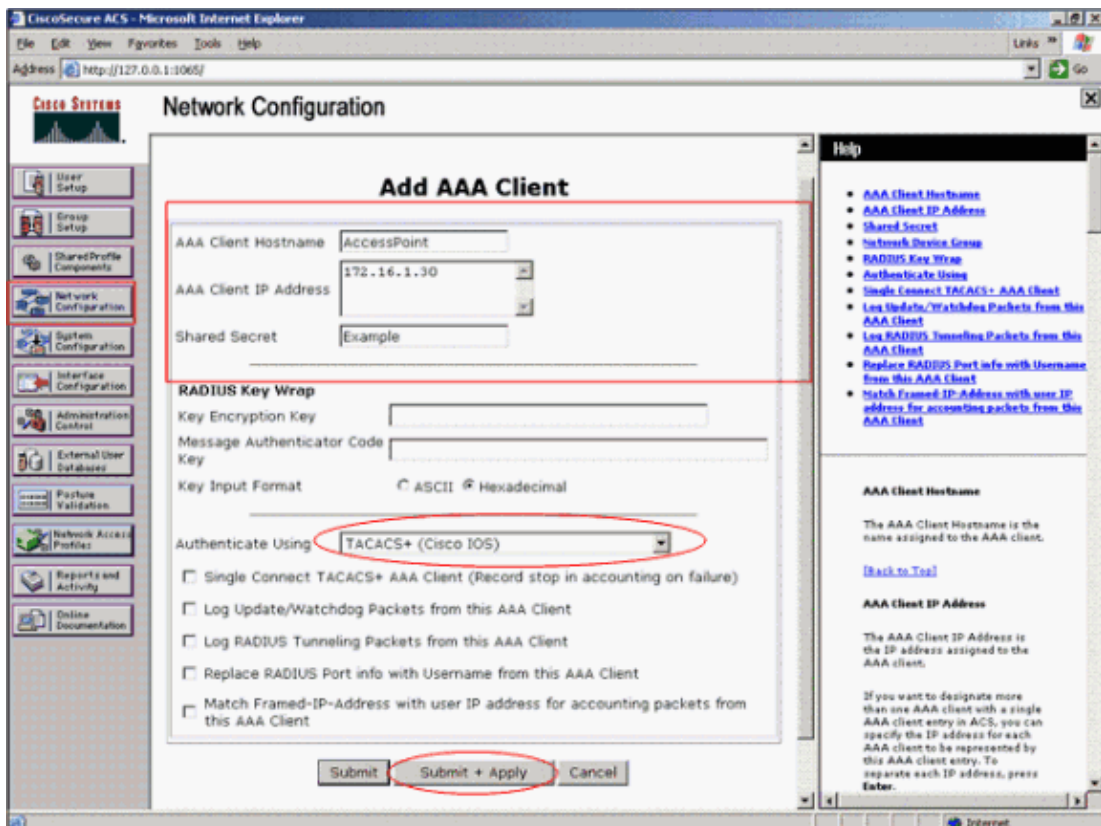 CiscoSecure ACS - Microsoft Internet Explorer
File Edit View Favorites Tools Help
Links »
Address http://127.0.0.1:1065/
Go
CISCO SYSTEMS
Network Configuration
User Setup
Group Setup
Shared Profile Components
Network Configuration
System Configuration
Interface Configuration
Administration Control
External User Databases
Posture Validation
Network Access Profiles
Reports and Activity
Online Documentation
Add AAA Client
AAA Client Hostname AccessPoint
AAA Client IP Address 172.16.1.30
Shared Secret Example
RADIUS Key Wrap
Key Encryption Key
Message Authenticator Code
Key
Key Input Format ASCII Hexadecimal
Authenticate Using TACACS+ (Cisco IOS)
Single Connect TACACS+ AAA Client (Record stop in accounting on failure)
Log Update/Watchdog Packets from this AAA Client
Log RADIUS Tunneling Packets from this AAA Client
Replace RADIUS Port info with Username from this AAA Client
Match Framed-IP-Address with user IP address for accounting packets from
this AAA Client
Submit Submit + Apply Cancel
Help
AAA Client Hostname
AAA Client IP Address
Shared Secret
Network Device Group
RADIUS Key Wrap
Authenticate Using
Single Connect TACACS+ AAA Client
Log Update/Watchdog Packets from this
AAA Client
Log RADIUS Tunneling Packets from this
AAA Client
Replace RADIUS Port info with Username
from this AAA Client
Match Framed-IP-Address with user IP
address for accounting packets from this
AAA Client
AAA Client Hostname
The AAA Client Hostname is the
name assigned to the AAA client.
[Back to Top]
AAA Client IP Address
The AAA Client IP Address is
the IP address assigned to the
AAA client.
If you want to designate more
than one AAA client with a single
AAA client entry in ACS, you can
specify the IP address for each
AAA client to be represented by
this AAA client entry. To
separate each IP address, press
Enter.
Internet